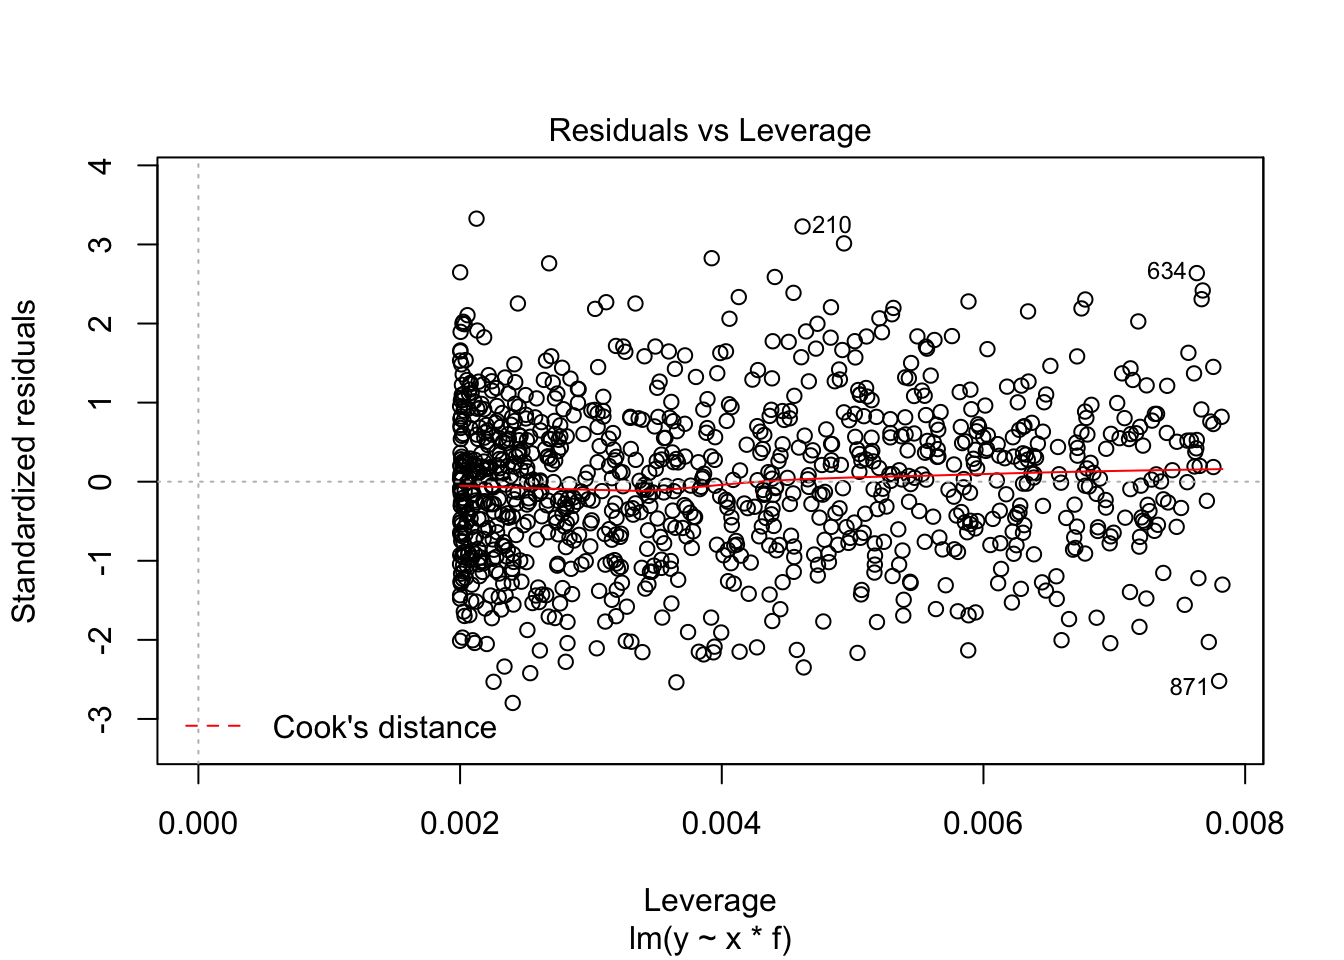 Residuals vs Leverage
Standardized residuals
4
3
2
1
0
-1
-2
-3
210
634
871
Cook's distance
0.000 0.002 0.004 0.006 0.008
Leverage
lm(y ~ x * f)